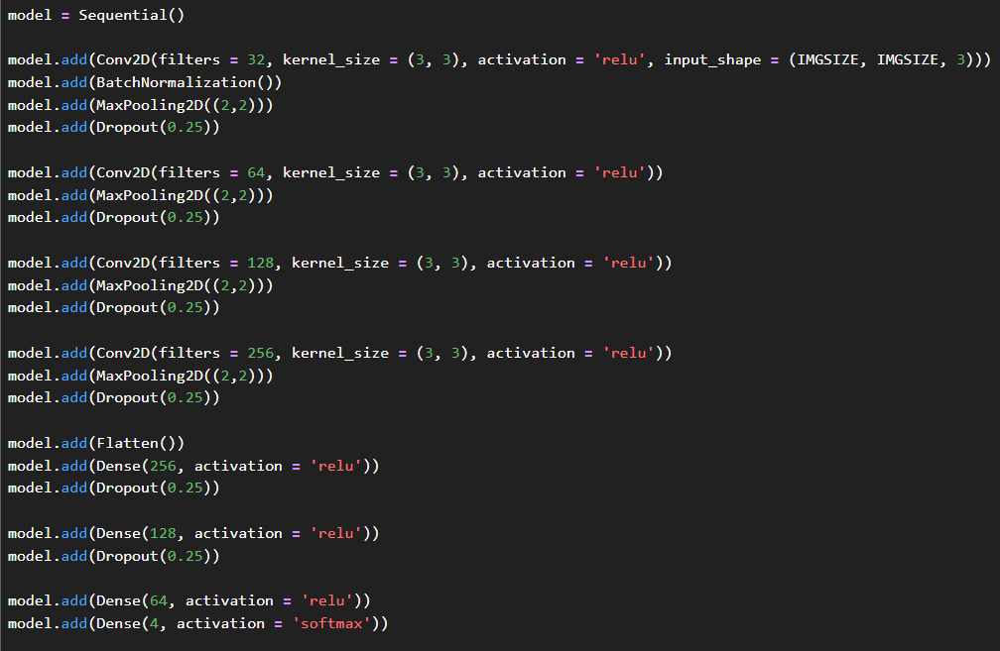 model = Sequential()
model.add(Conv2D(filters = 32, kernel_size = (3, 3), activation = 'relu', input_shape = (IMGSIZE, IMGSIZE, 3)))
model.add(BatchNormalization())
model.add(MaxPooling2D((2,2)))
model.add(Dropout(0.25))
model.add(Conv2D(filters = 64, kernel_size = (3, 3), activation = 'relu'))
model.add(MaxPooling2D((2,2)))
model.add(Dropout(0.25))
model.add(Conv2D(filters = 128, kernel_size = (3, 3), activation = 'relu'))
model.add(MaxPooling2D((2,2)))
model.add(Dropout(0.25))
model.add(Conv2D(filters = 256, kernel_size = (3, 3), activation = 'relu'))
model.add(MaxPooling2D((2,2)))
model.add(Dropout(0.25))
model.add(Flatten())
model.add(Dense(256, activation = 'relu'))
model.add(Dropout(0.25))
model.add(Dense(128, activation = 'relu'))
model.add(Dropout(0.25))
model.add(Dense(64, activation = 'relu'))
model.add(Dense(4, activation = 'softmax'))